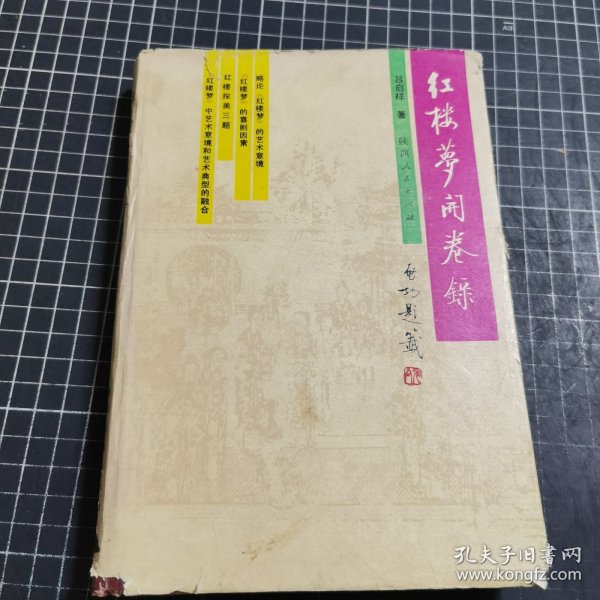 红楼梦开卷录
吕启祥 著
陕西人民出版社
启功题签
略论《红楼梦》的艺术意境
《红楼梦》的喜剧因素
红楼探美三题
《红楼梦》中艺术意境和艺术典型的融合
A3
孔夫子旧书网
www.kongfz.com